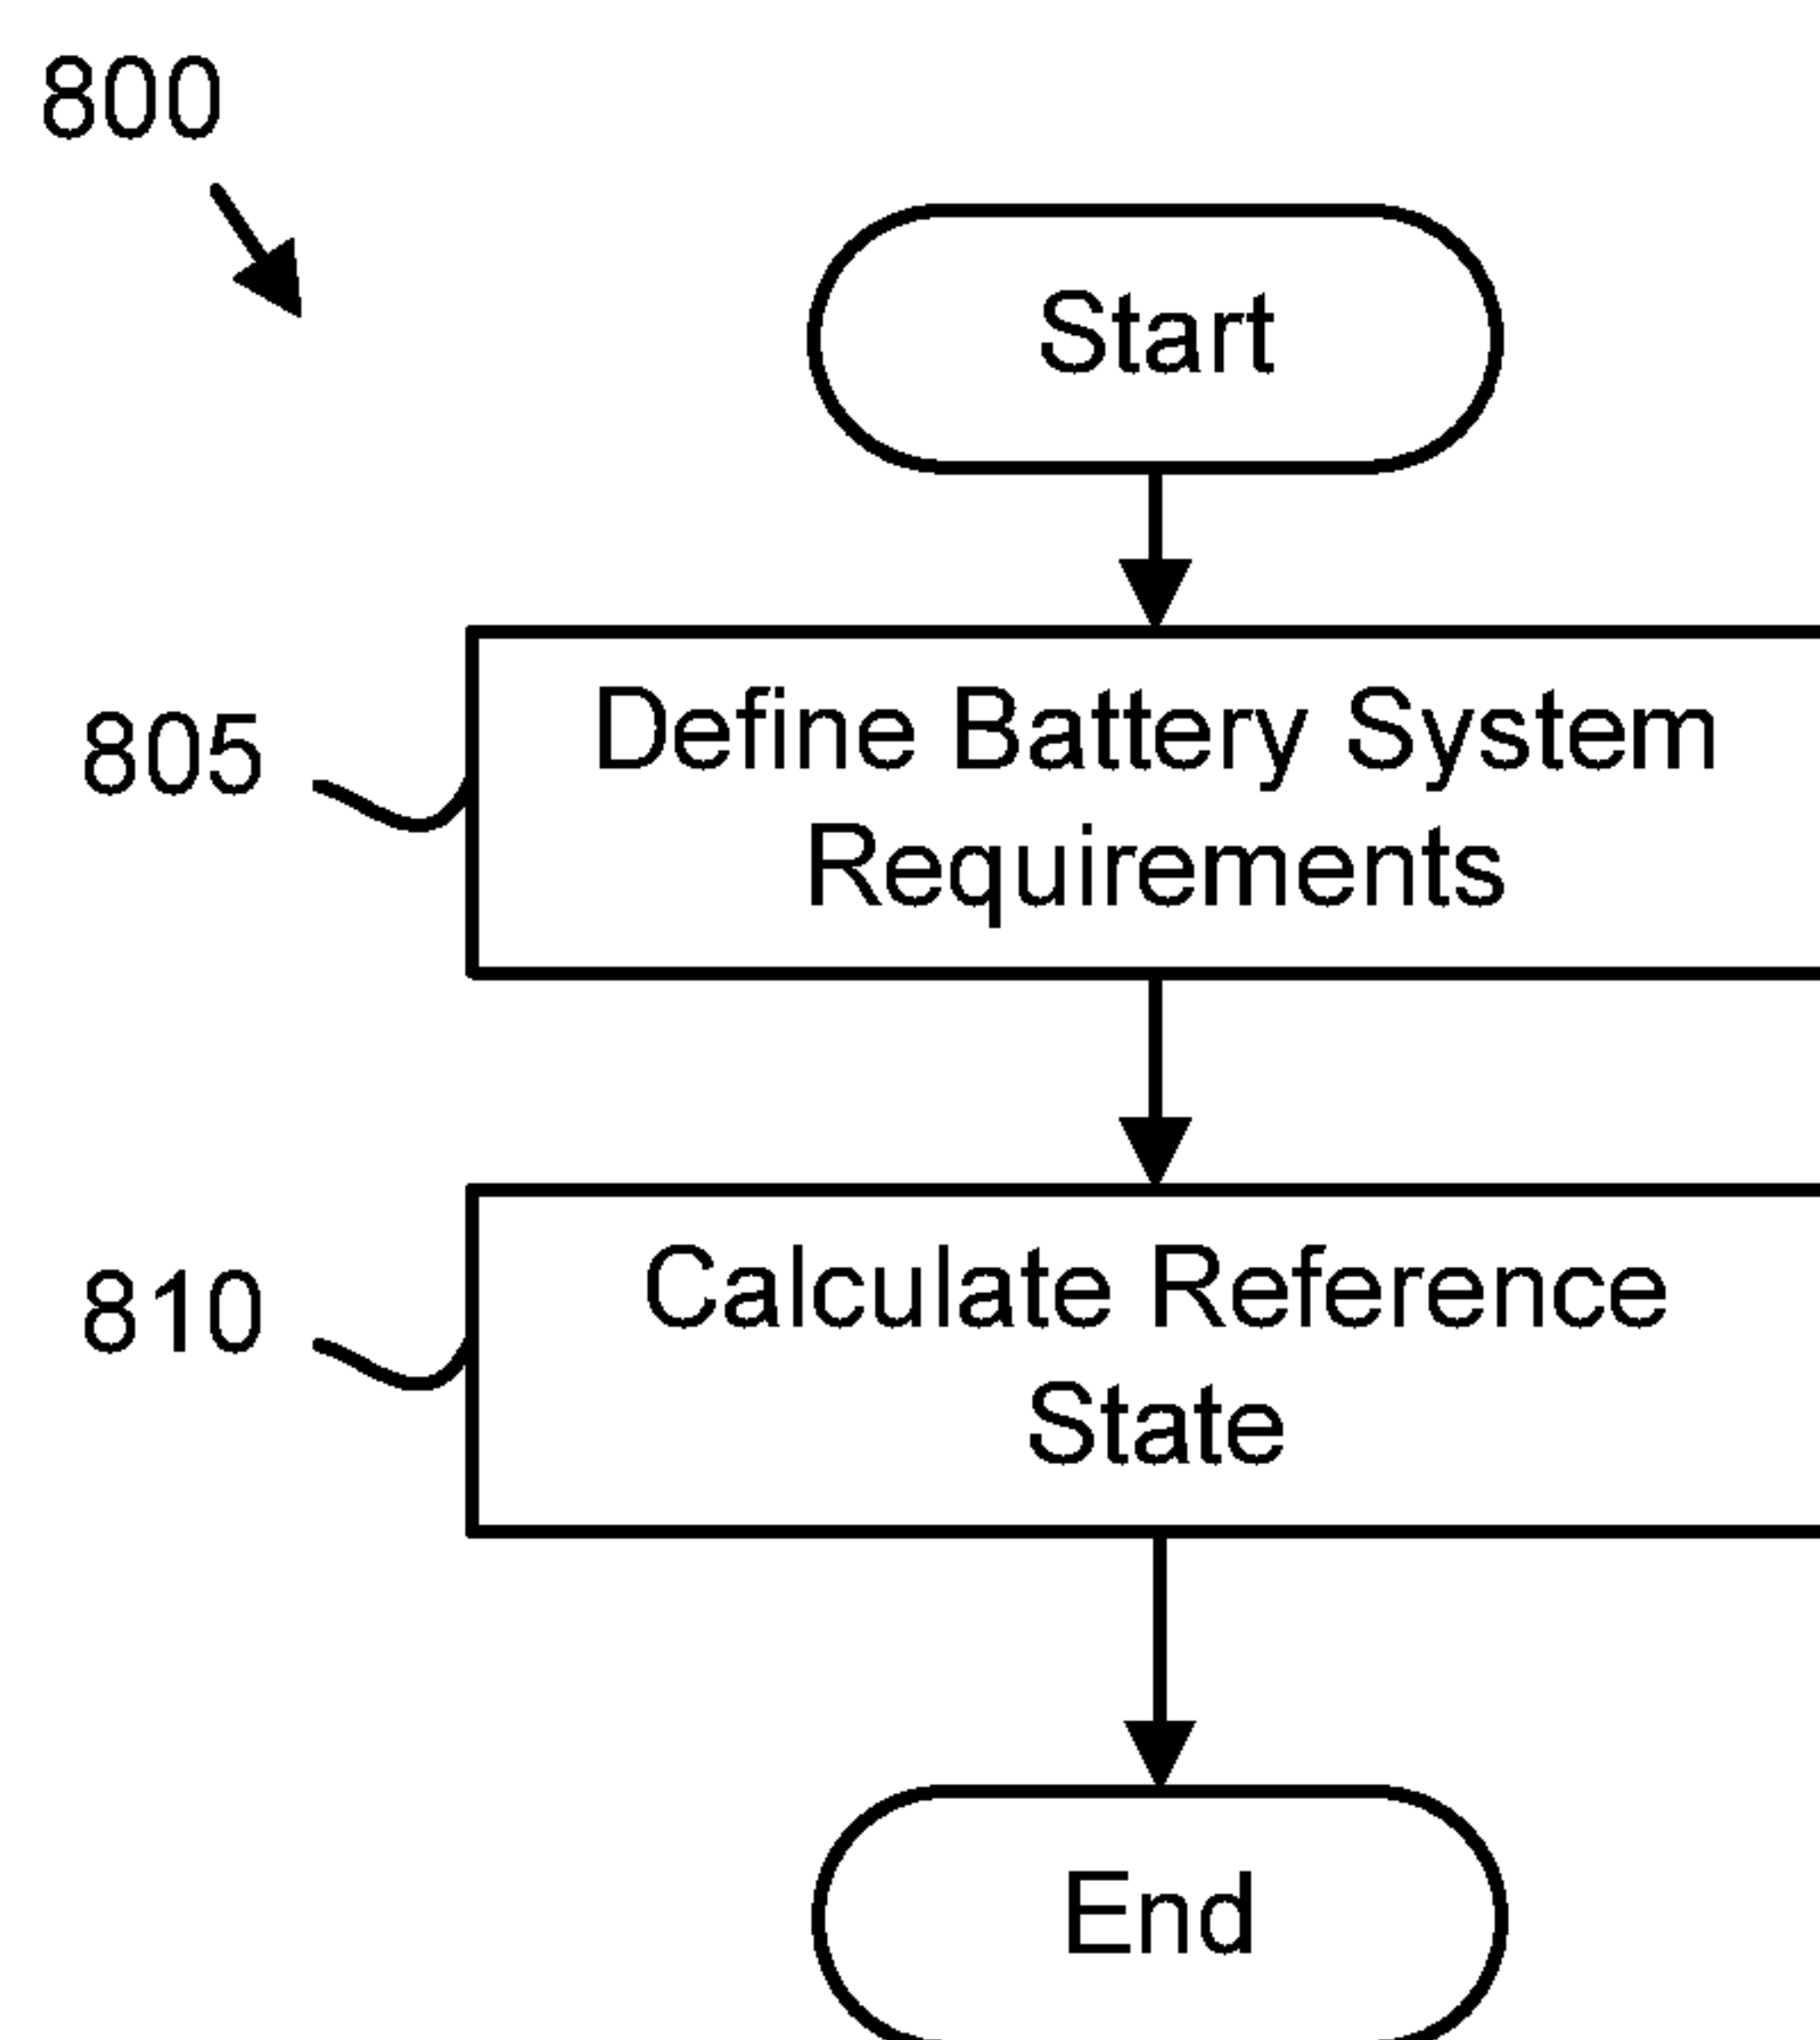 800
Start
805
Define Battery System
Requirements
810
Calculate Reference
State
End